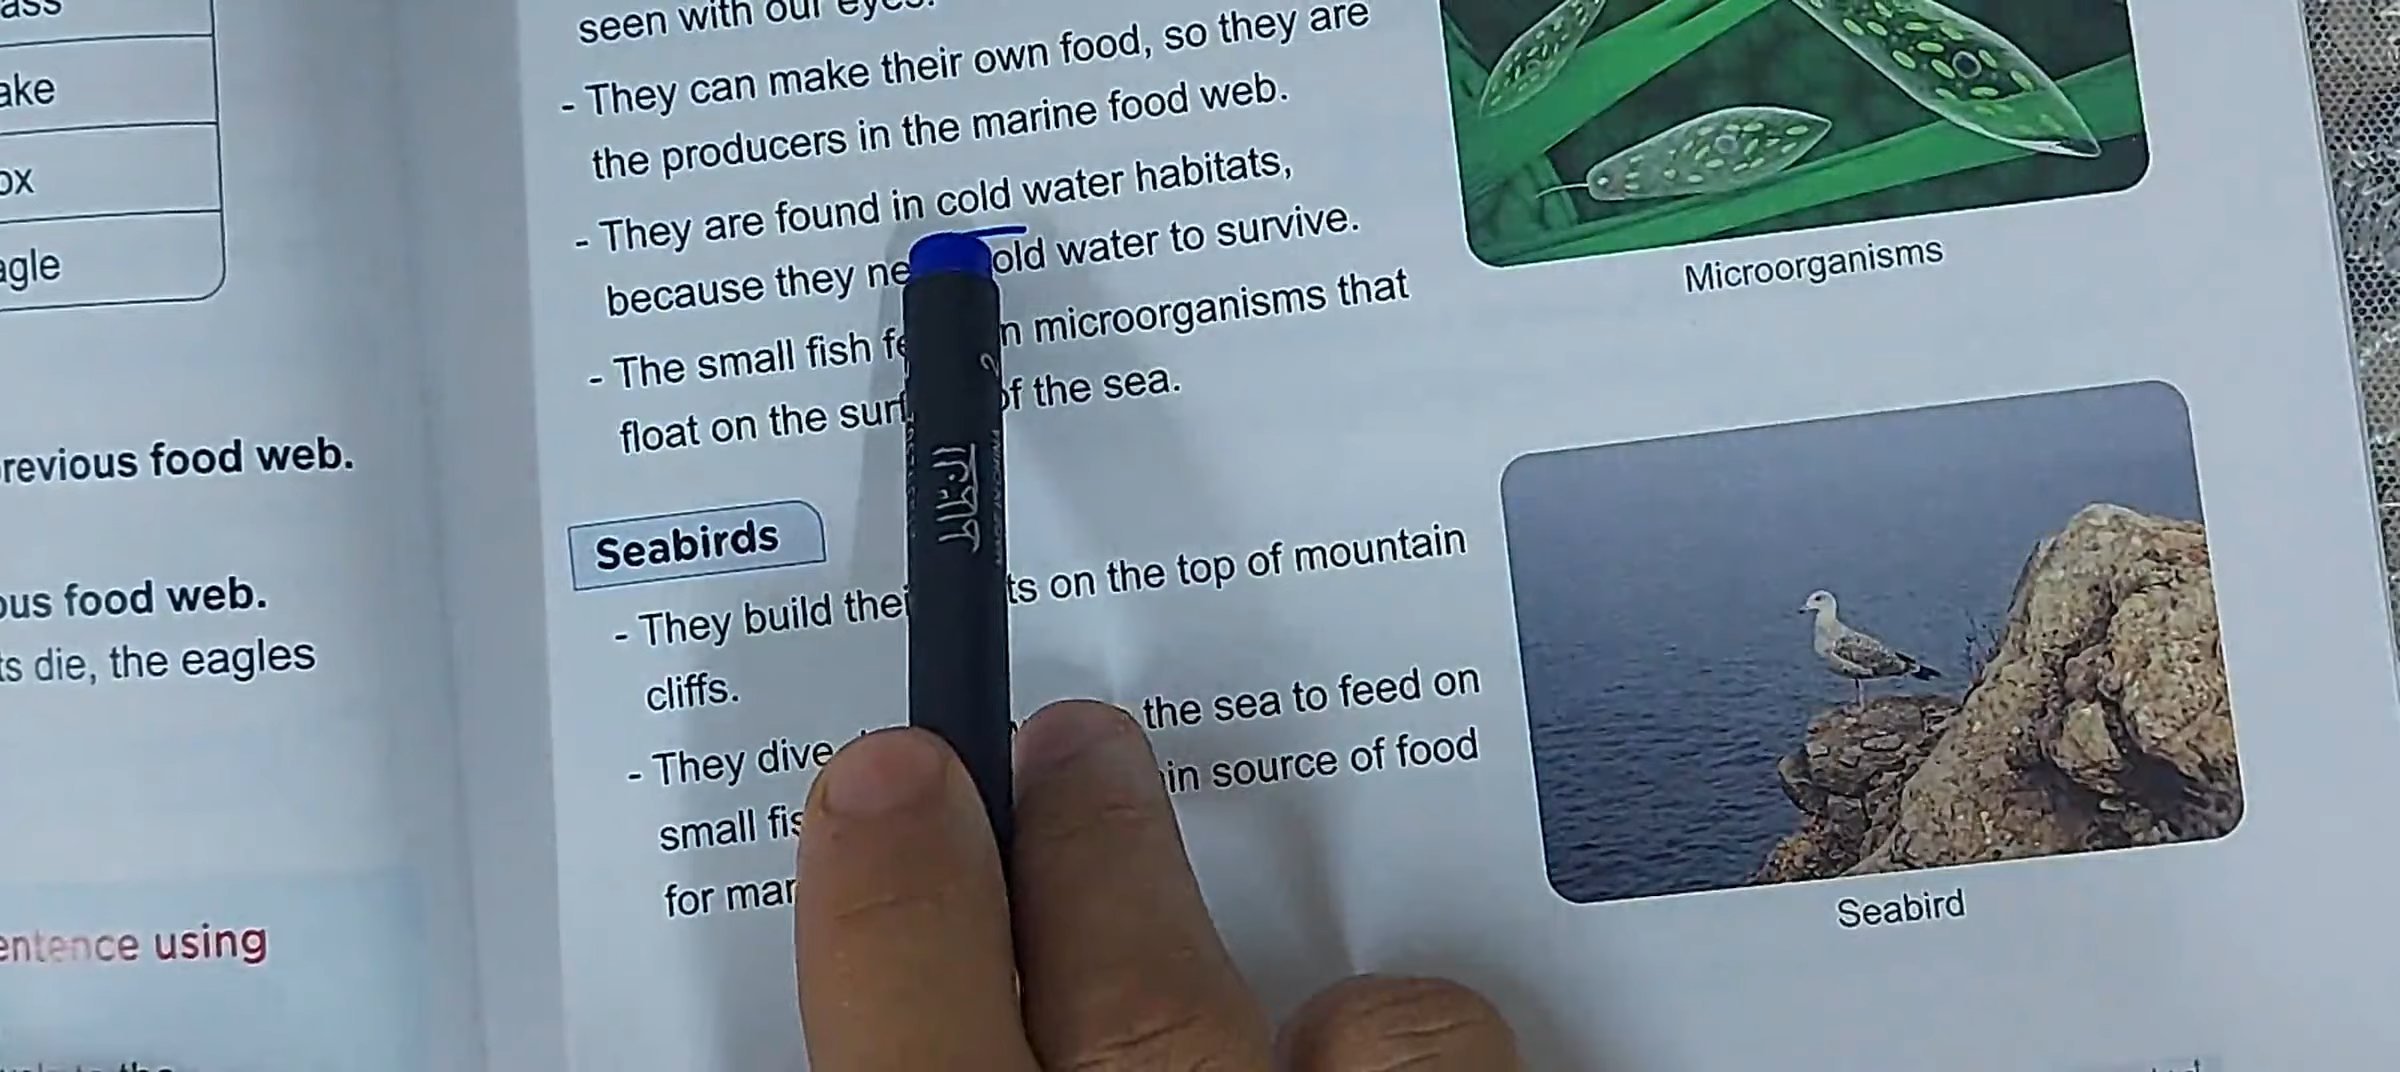 ake
agle
revious food web.
ous food web.
ts die, the eagles
entence using
seen with our eyes.
- They can make their own food, so they are
the producers in the marine food web.
- They are found in cold water habitats,
because they ne old water to survive.
- The small fish fe n microorganisms that
float on the surf of the sea.
Microorganisms
Seabirds
- They build thei ts on the top of mountain
cliffs.
- They dive the sea to feed on
small fis in source of food
for mar
Seabird